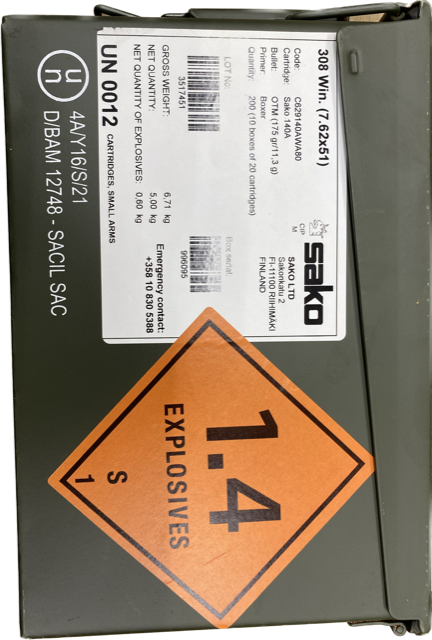 308 Win. (7.62x51)
Code: C629140AWA80
Cartridge: Sako 140A
Bullet: OTM (175 gr/11,3 g)
Primer: Boxer
Quantity: 200 (10 boxes of 20 cartridges)
CIP
M
sako
SAKO LTD
Sakonkatu 2
FI-11100 RIIHIMÄKI
FINLAND
LOT No:
3517451
Box serial:
996095
GROSS WEIGHT: 6,71 kg
NET QUANTITY: 5,00 kg
NET QUANTITY OF EXPLOSIVES: 0,60 kg
Emergency contact:
+358 10 830 5388
UN 0012 CARTRIDGES, SMALL ARMS
un
4A/Y16/S/21
D/BAM 12748 - SACIL SAC
1.4
EXPLOSIVES
S
1